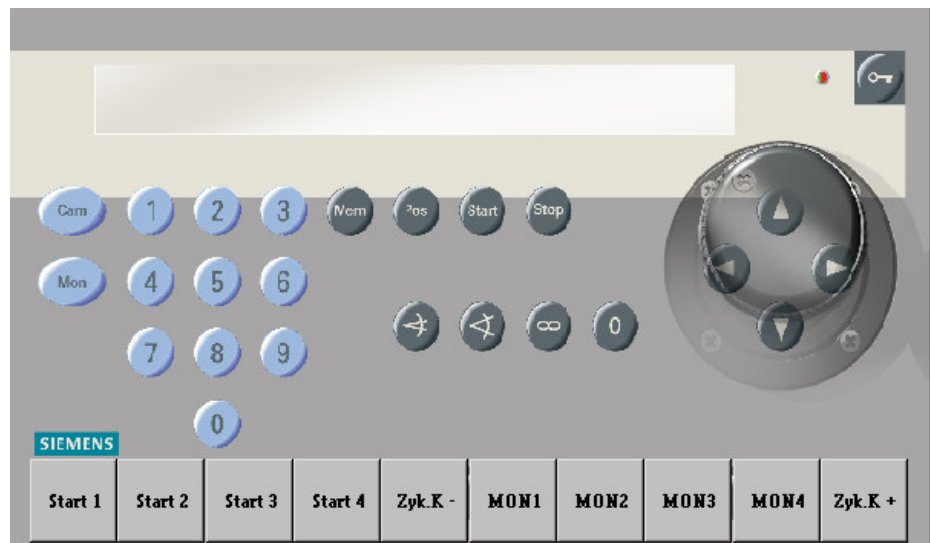 Cam 1 2 3 Mem Pos Start Stop
Mon 4 5 6
∞ 0
7 8 9
0
SIEMENS
Start 1 Start 2 Start 3 Start 4 Zyk.K - MON1 MON2 MON3 MON4 Zyk.K +